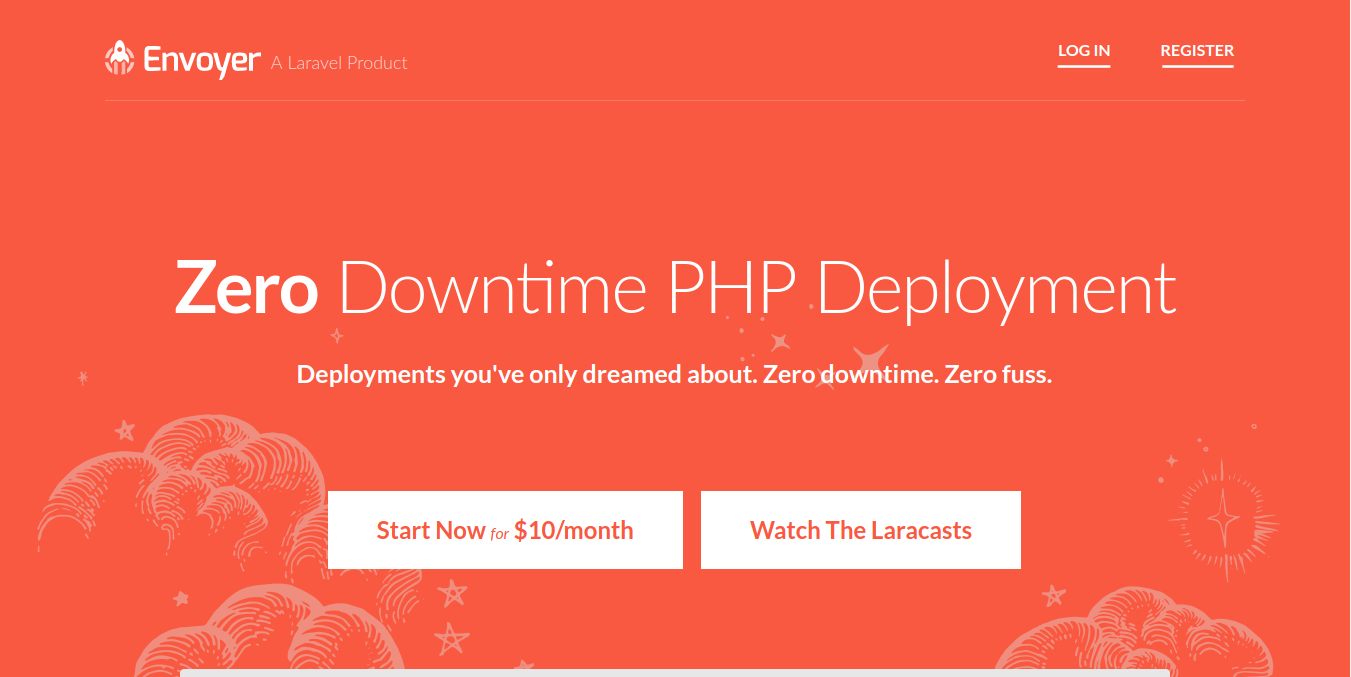 Envoyer A Laravel Product
LOG IN
REGISTER
Zero Downtime PHP Deployment
Deployments you've only dreamed about. Zero downtime. Zero fuss.
Start Now for $10/month
Watch The Laracasts